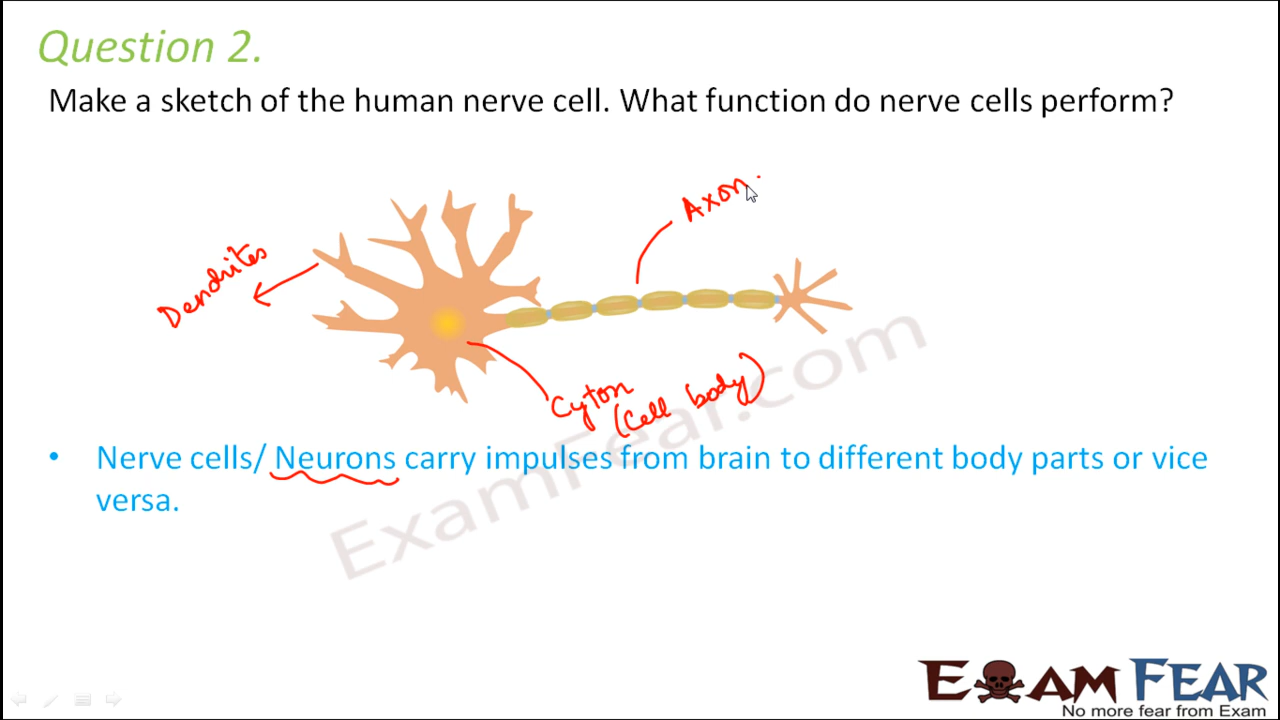 Question 2.
Make a sketch of the human nerve cell. What function do nerve cells perform?
Axon.
Dendrites
Cyton
(Cell body)
• Nerve cells/ Neurons carry impulses from brain to different body parts or vice
versa.
ExamFear.com
EXAM FEAR
No more fear from Exam